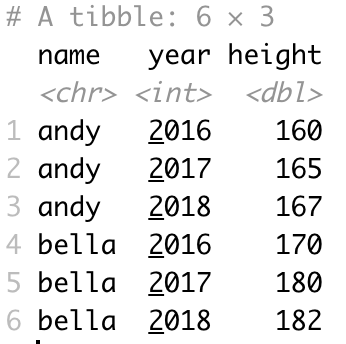 # A tibble: 6 × 3
name year height
<chr> <int> <dbl>
1 andy 2016 160
2 andy 2017 165
3 andy 2018 167
4 bella 2016 170
5 bella 2017 180
6 bella 2018 182